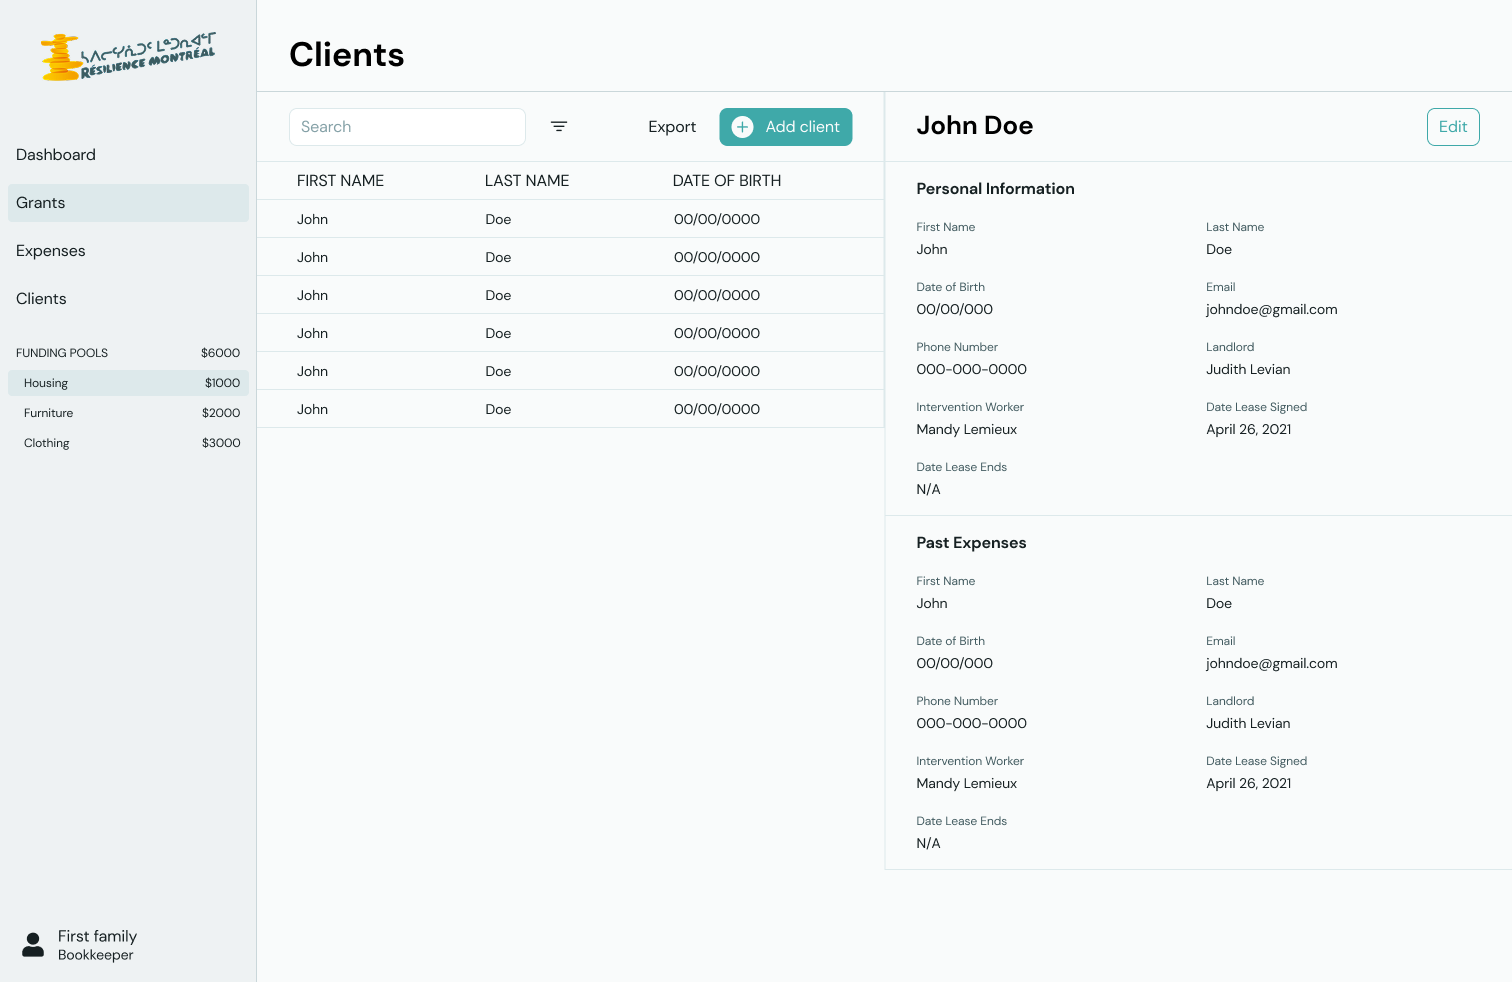 ᓴᐱᓕᓲᑦᑐᑦ ᒪᓐᑐᕆᐊᓪᒥ
RÉSILIENCE MONTRÉAL
Dashboard
Grants
Expenses
Clients
FUNDING POOLS $6000
Housing $1000
Furniture $2000
Clothing $3000
First family
Bookkeeper
Clients
Search
Export
Add client
FIRST NAME LAST NAME DATE OF BIRTH
John Doe 00/00/0000
John Doe 00/00/0000
John Doe 00/00/0000
John Doe 00/00/0000
John Doe 00/00/0000
John Doe 00/00/0000
John Doe
Edit
Personal Information
First Name Last Name
John Doe
Date of Birth Email
00/00/000 johndoe@gmail.com
Phone Number Landlord
000-000-0000 Judith Levian
Intervention Worker Date Lease Signed
Mandy Lemieux April 26, 2021
Date Lease Ends
N/A
Past Expenses
First Name Last Name
John Doe
Date of Birth Email
00/00/000 johndoe@gmail.com
Phone Number Landlord
000-000-0000 Judith Levian
Intervention Worker Date Lease Signed
Mandy Lemieux April 26, 2021
Date Lease Ends
N/A